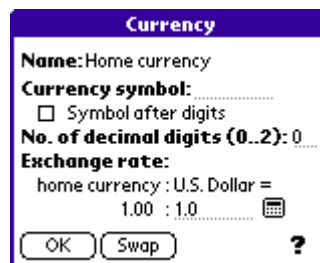 Currency
Name: Home currency
Currency symbol:
Symbol after digits
No. of decimal digits (0..2): 0
Exchange rate:
home currency : U.S. Dollar =
1.00 : 1.0
OK Swap ?